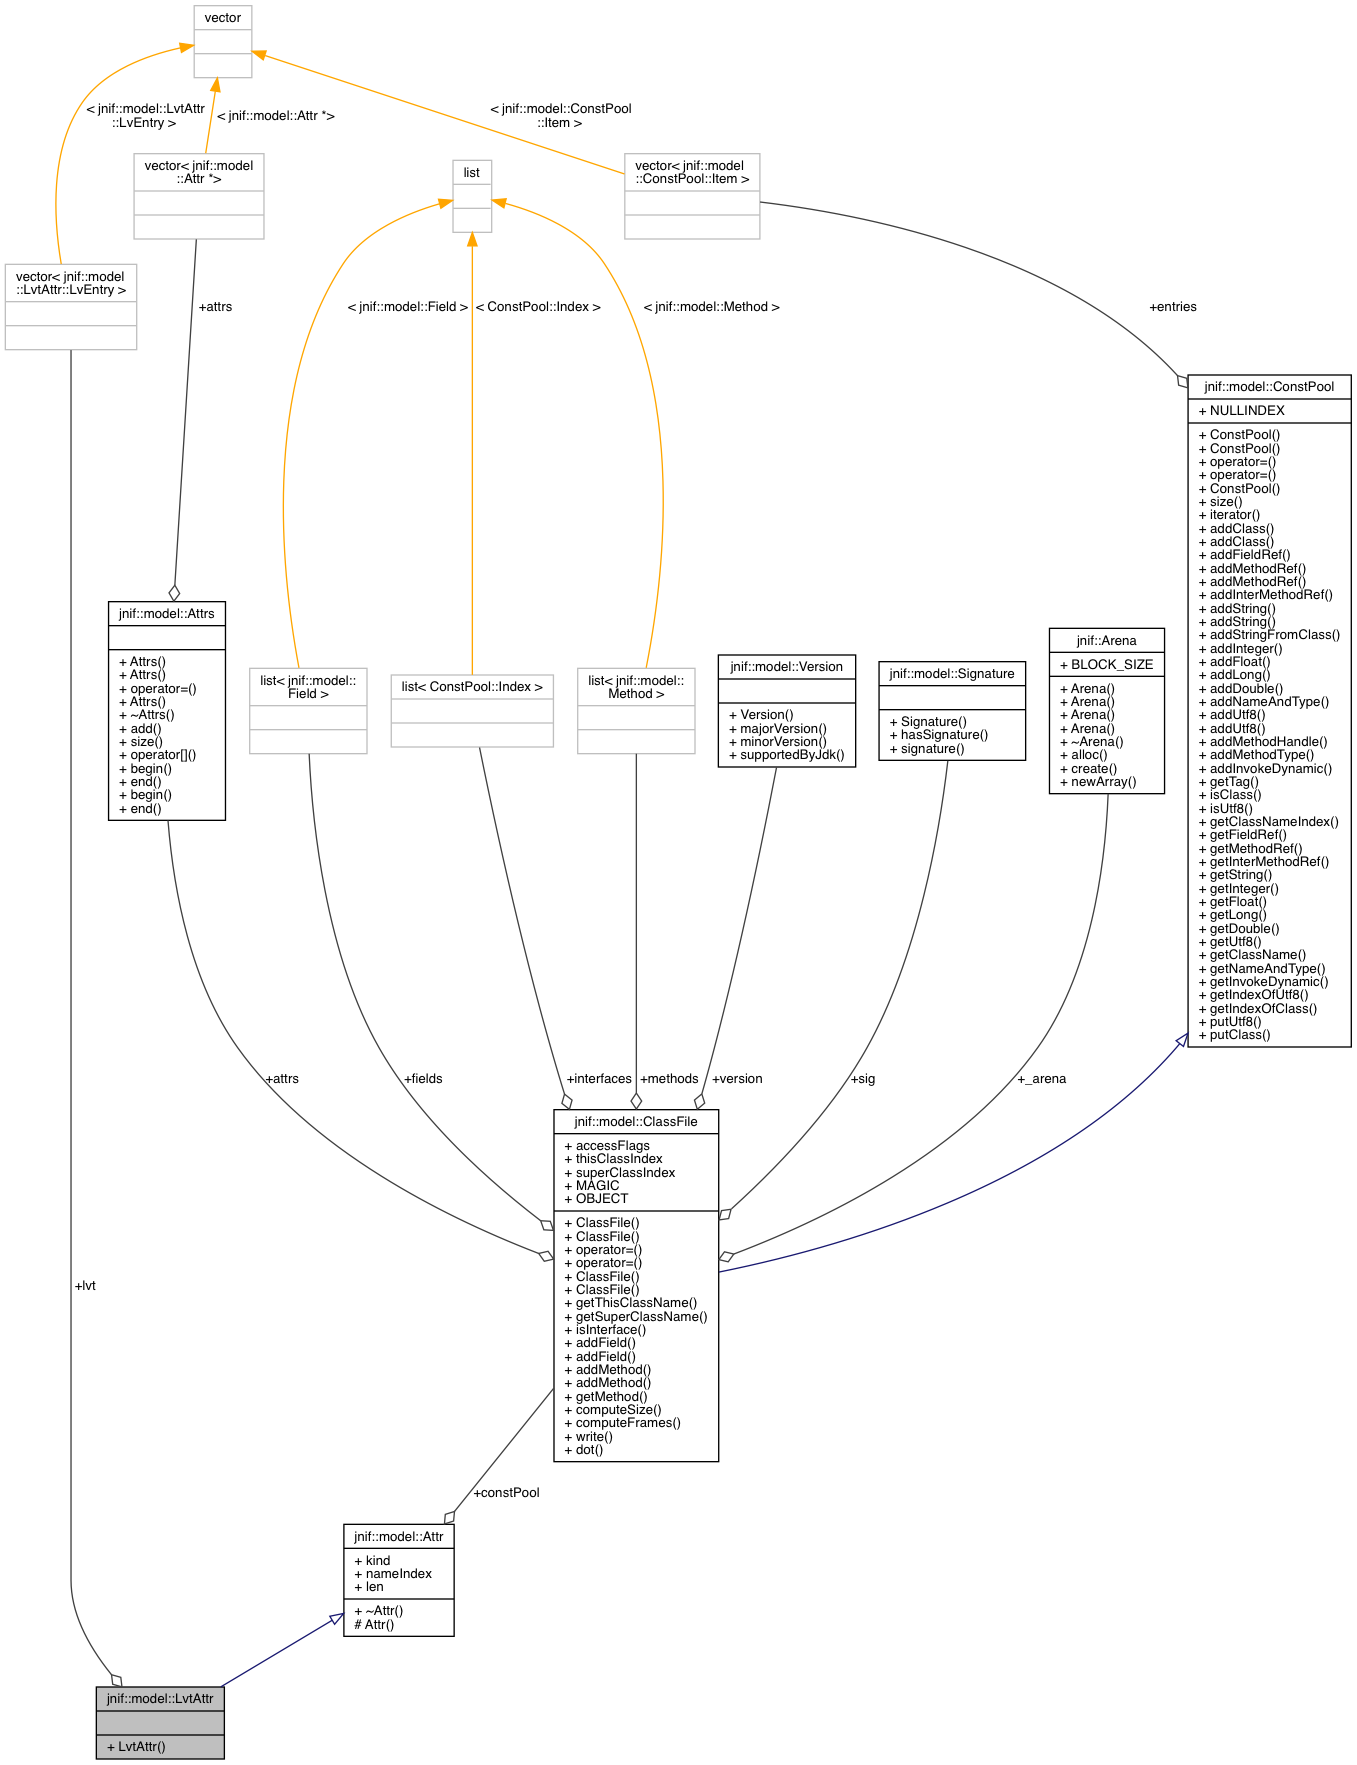 vector
< jnif::model::LvtAttr
::LvEntry >
< jnif::model::Attr *>
< jnif::model::ConstPool
::Item >
vector< jnif::model
::Attr *>
list
vector< jnif::model
::ConstPool::Item >
vector< jnif::model
::LvtAttr::LvEntry >
+attrs
< jnif::model::Field >
< ConstPool::Index >
< jnif::model::Method >
+entries
jnif::model::ConstPool
+ NULLINDEX
+ ConstPool()
+ ConstPool()
+ operator=()
+ operator=()
+ ConstPool()
+ size()
+ iterator()
+ addClass()
+ addClass()
+ addFieldRef()
+ addMethodRef()
+ addMethodRef()
+ addInterMethodRef()
+ addString()
+ addString()
+ addStringFromClass()
+ addInteger()
+ addFloat()
+ addLong()
+ addDouble()
+ addNameAndType()
+ addUtf8()
+ addUtf8()
+ addMethodHandle()
+ addMethodType()
+ addInvokeDynamic()
+ getTag()
+ isClass()
+ isUtf8()
+ getClassNameIndex()
+ getFieldRef()
+ getMethodRef()
+ getInterMethodRef()
+ getString()
+ getInteger()
+ getFloat()
+ getLong()
+ getDouble()
+ getUtf8()
+ getClassName()
+ getNameAndType()
+ getInvokeDynamic()
+ getIndexOfUtf8()
+ getIndexOfClass()
+ putUtf8()
+ putClass()
jnif::model::Attrs
+ Attrs()
+ Attrs()
+ operator=()
+ Attrs()
+ ~Attrs()
+ add()
+ size()
+ operator[]()
+ begin()
+ end()
+ begin()
+ end()
list< jnif::model::
Field >
list< ConstPool::Index >
list< jnif::model::
Method >
jnif::model::Version
+ Version()
+ majorVersion()
+ minorVersion()
+ supportedByJdk()
jnif::model::Signature
+ Signature()
+ hasSignature()
+ signature()
jnif::Arena
+ BLOCK_SIZE
+ Arena()
+ Arena()
+ Arena()
+ Arena()
+ ~Arena()
+ alloc()
+ create()
+ newArray()
+attrs
+fields
+interfaces
+methods
+version
+sig
+_arena
jnif::model::ClassFile
+ accessFlags
+ thisClassIndex
+ superClassIndex
+ MAGIC
+ OBJECT
+ ClassFile()
+ ClassFile()
+ operator=()
+ operator=()
+ ClassFile()
+ ClassFile()
+ getThisClassName()
+ getSuperClassName()
+ isInterface()
+ addField()
+ addField()
+ addMethod()
+ addMethod()
+ getMethod()
+ computeSize()
+ computeFrames()
+ write()
+ dot()
+lvt
+constPool
jnif::model::Attr
+ kind
+ nameIndex
+ len
+ ~Attr()
# Attr()
jnif::model::LvtAttr
+ LvtAttr()